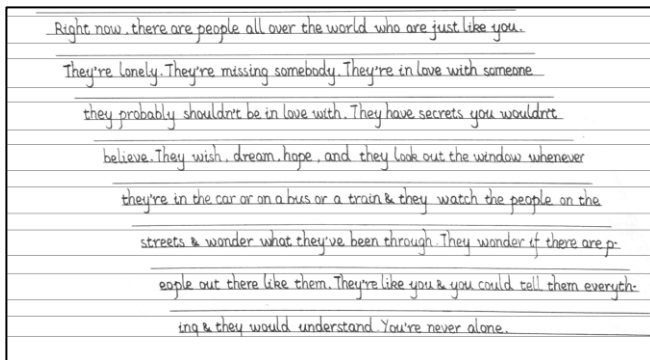 Right now, there are people all over the world who are just like you.
They're lonely. They're missing somebody. They're in love with someone
they probably shouldn't be in love with. They have secrets you wouldn't
believe. They wish, dream, hope, and they look out the window whenever
they're in the car or on a bus or a train & they watch the people on the
streets & wonder what they've been through. They wonder if there are p-
eople out there like them. They're like you & you could tell them everyth-
ing & they would understand. You're never alone.